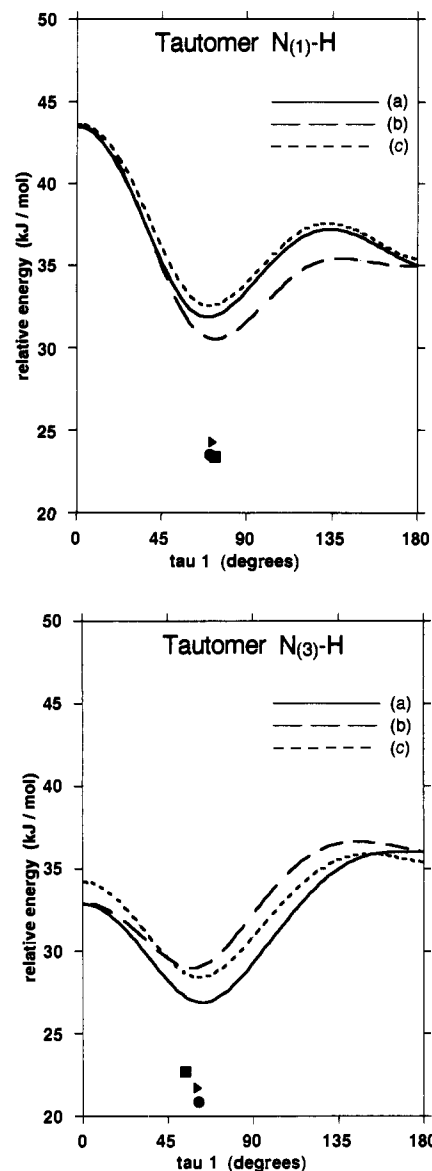 Tautomer N(1)-H
50
45
40
35
30
25
20
relative energy (kJ / mol)
(a)
(b)
(c)
0 45 90 135 180
tau 1 (degrees)
Tautomer N(3)-H
50
45
40
35
30
25
20
relative energy (kJ / mol)
(a)
(b)
(c)
0 45 90 135 180
tau 1 (degrees)